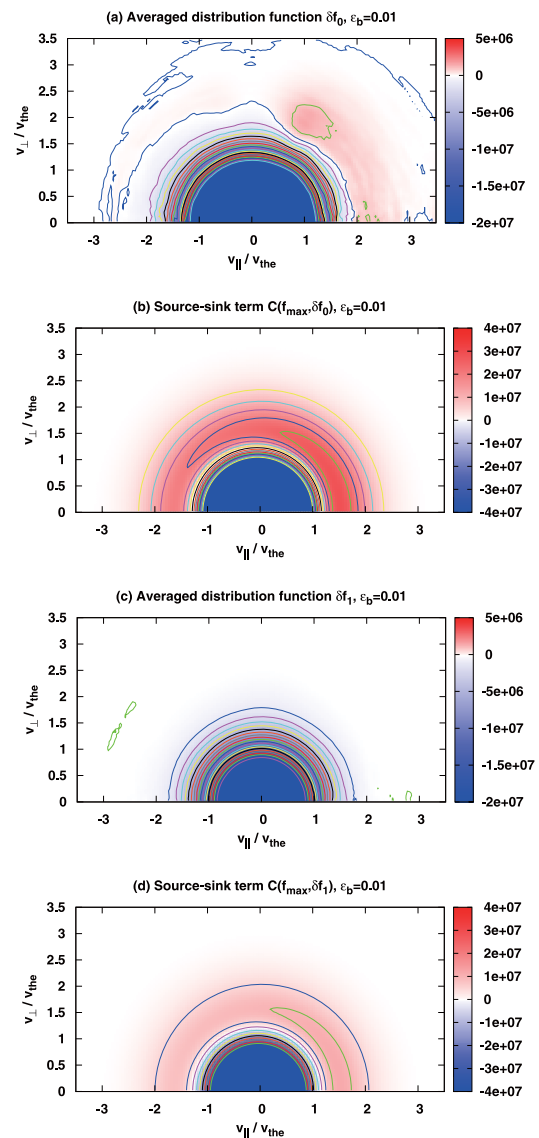 (a) Averaged distribution function δf0, εb=0.01
3.5
3
2.5
2
1.5
1
0.5
0
v⊥ / vthe
-3 -2 -1 0 1 2 3
v|| / vthe
5e+06
0
-5e+06
-1e+07
-1.5e+07
-2e+07
(b) Source-sink term C(fmax,δf0), εb=0.01
3.5
3
2.5
2
1.5
1
0.5
0
v⊥ / vthe
-3 -2 -1 0 1 2 3
v|| / vthe
4e+07
3e+07
2e+07
1e+07
0
-1e+07
-2e+07
-3e+07
-4e+07
(c) Averaged distribution function δf1, εb=0.01
3.5
3
2.5
2
1.5
1
0.5
0
v⊥ / vthe
-3 -2 -1 0 1 2 3
v|| / vthe
5e+06
0
-5e+06
-1e+07
-1.5e+07
-2e+07
(d) Source-sink term C(fmax,δf1), εb=0.01
3.5
3
2.5
2
1.5
1
0.5
0
v⊥ / vthe
-3 -2 -1 0 1 2 3
v|| / vthe
4e+07
3e+07
2e+07
1e+07
0
-1e+07
-2e+07
-3e+07
-4e+07